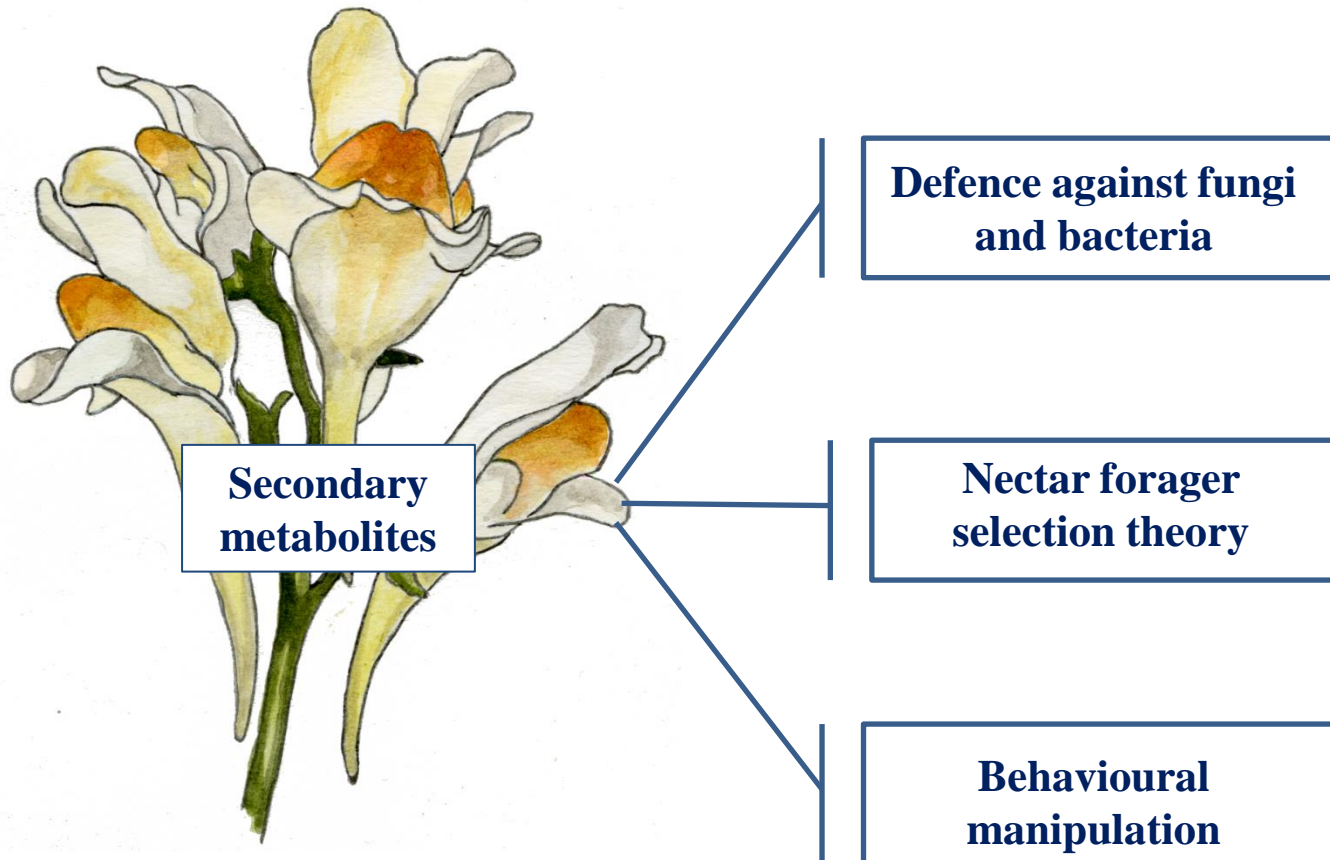 Defence against fungi
and bacteria
Secondary
metabolites
Nectar forager
selection theory
Behavioural
manipulation